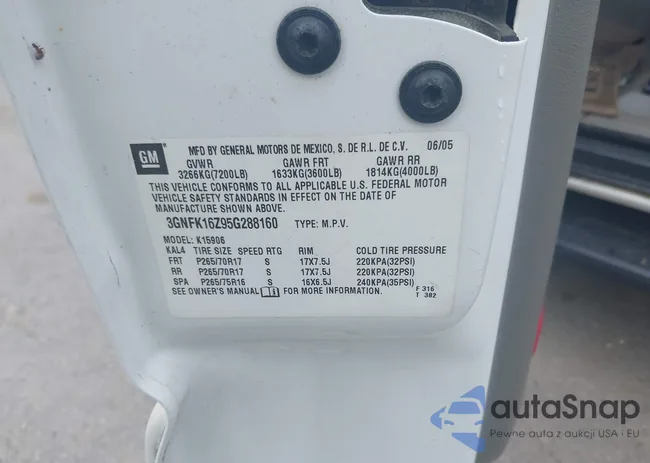 GM
MFD BY GENERAL MOTORS DE MEXICO, S. DE R.L. DE C.V. 06/05
GVWR GAWR FRT GAWR RR
3266KG(7200LB) 1633KG(3600LB) 1814KG(4000LB)
THIS VEHICLE CONFORMS TO ALL APPLICABLE U.S. FEDERAL MOTOR
VEHICLE SAFETY STANDARDS IN EFFECT ON THE DATE OF
MANUFACTURE SHOWN ABOVE.
3GNFK16Z95G288160 TYPE: M.P.V.
MODEL: K15906
KAL4 TIRE SIZE SPEED RTG RIM COLD TIRE PRESSURE
FRT P265/70R17 S 17X7.5J 220KPA(32PSI)
RR P265/70R17 S 17X7.5J 220KPA(32PSI)
SPA P265/75R16 S 16X6.5J 240KPA(35PSI)
SEE OWNER'S MANUAL FOR MORE INFORMATION. F 316
T 382
autaSnap
Pewne auta z aukcji USA i EU